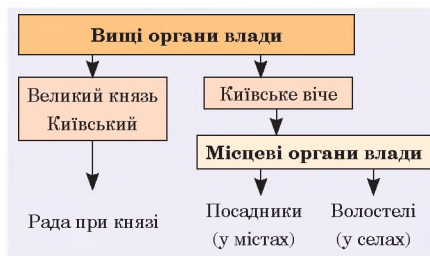 Вищі органи влади
Великий князь
Київський
Київське віче
Місцеві органи влади
Рада при князі
Посадники
(у містах)
Волостелі
(у селах)